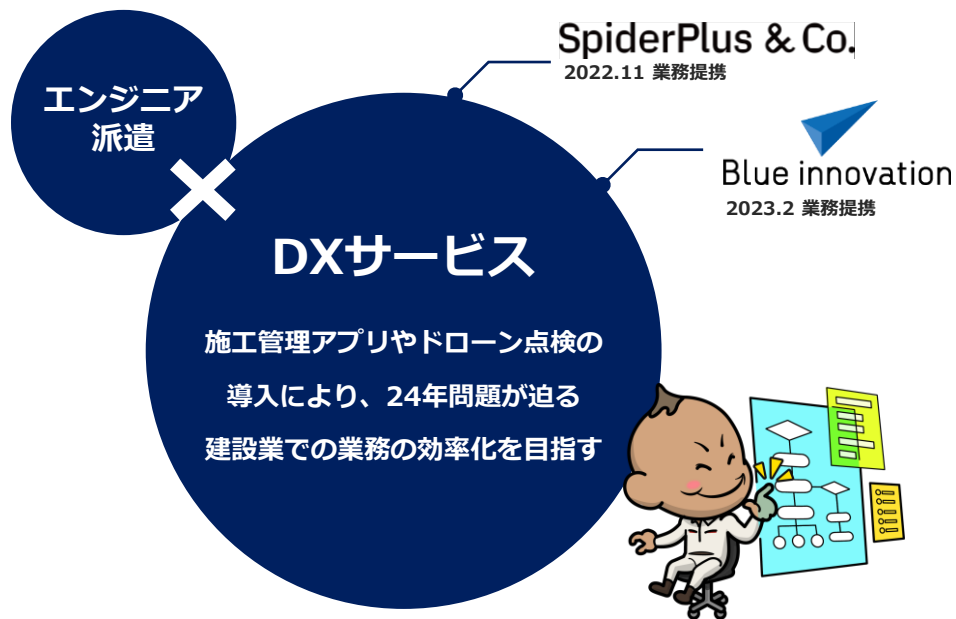 エンジニア
派遣
SpiderPlus & Co.
2022.11 業務提携
Blue innovation
2023.2 業務提携
DXサービス
施工管理アプリやドローン点検の
導入により、24年問題が迫る
建設業での業務の効率化を目指す